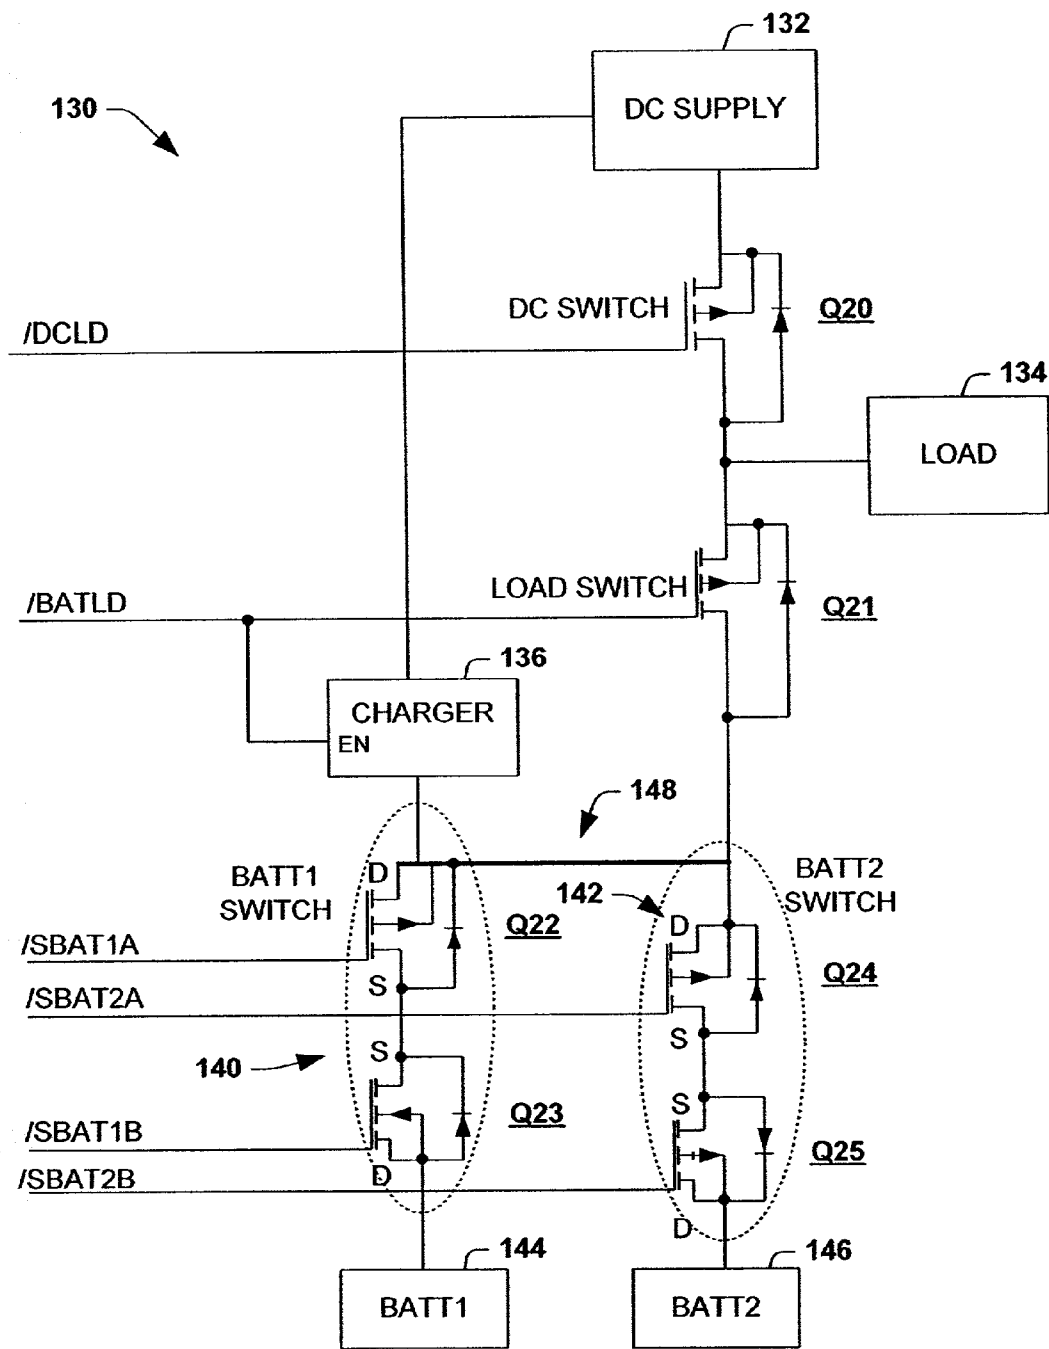 132
DC SUPPLY
130
DC SWITCH
Q20
/DCLD
134
LOAD
LOAD SWITCH
/BATLD
Q21
136
CHARGER
EN
148
D
BATT1
SWITCH
BATT2
SWITCH
142
D
Q22
/SBAT1A
Q24
S
/SBAT2A
S
S
140
S
Q23
/SBAT1B
Q25
D
/SBAT2B
D
144
BATT1
146
BATT2